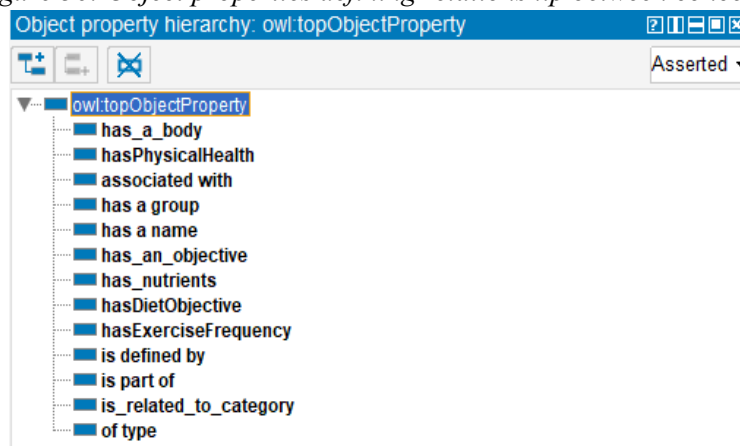 Object property hierarchy: owl:topObjectProperty
Asserted
owl:topObjectProperty
has_a_body
hasPhysicalHealth
associated with
has a group
has a name
has_an_objective
has_nutrients
hasDietObjective
hasExerciseFrequency
is defined by
is part of
is_related_to_category
of type